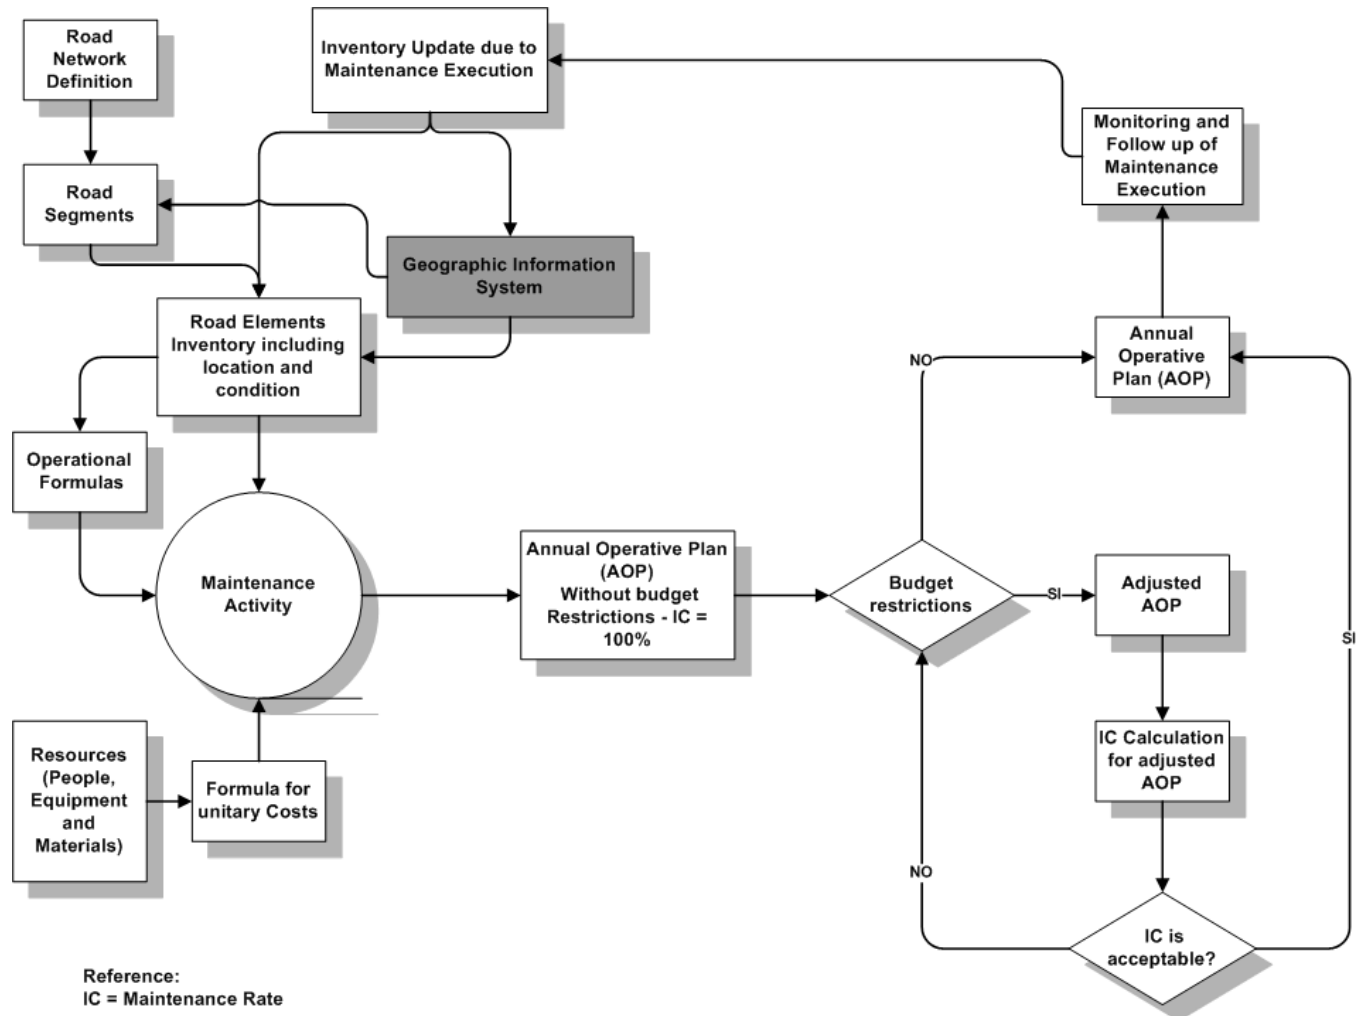 Road
Network
Definition
Inventory Update due to
Maintenance Execution
Monitoring and
Follow up of
Maintenance
Execution
Road
Segments
Geographic Information
System
Road Elements
Inventory including
location and
condition
Annual
Operative
Plan (AOP)
NO
Operational
Formulas
Maintenance
Activity
Annual Operative Plan
(AOP)
Without budget
Restrictions - IC =
100%
Budget
restrictions
SI
Adjusted
AOP
SI
Resources
(People,
Equipment
and
Materials)
Formula for
unitary Costs
IC Calculation
for adjusted
AOP
NO
IC is
acceptable?
Reference:
IC = Maintenance Rate